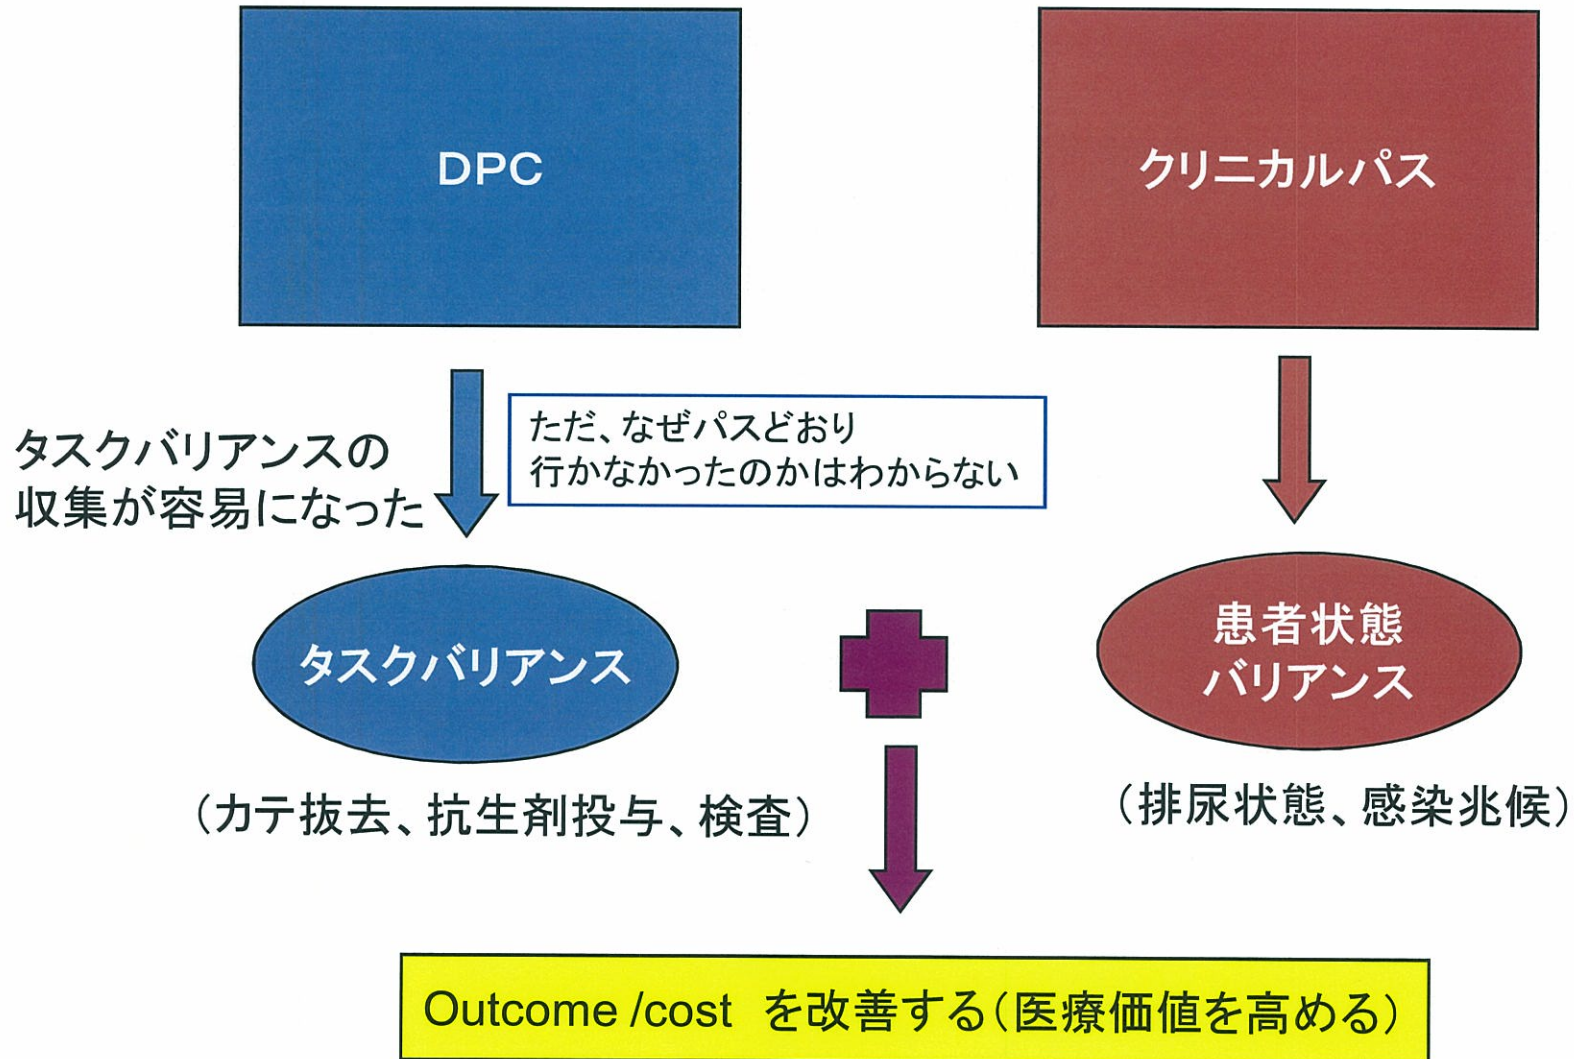 DPC
クリニカルパス
タスクバリアンスの
収集が容易になった
ただ、なぜパスどおり
行かなかったのかはわからない
タスクバリアンス
患者状態
バリアンス
（カテ抜去、抗生剤投与、検査）
（排尿状態、感染兆候）
Outcome /cost を改善する（医療価値を高める）